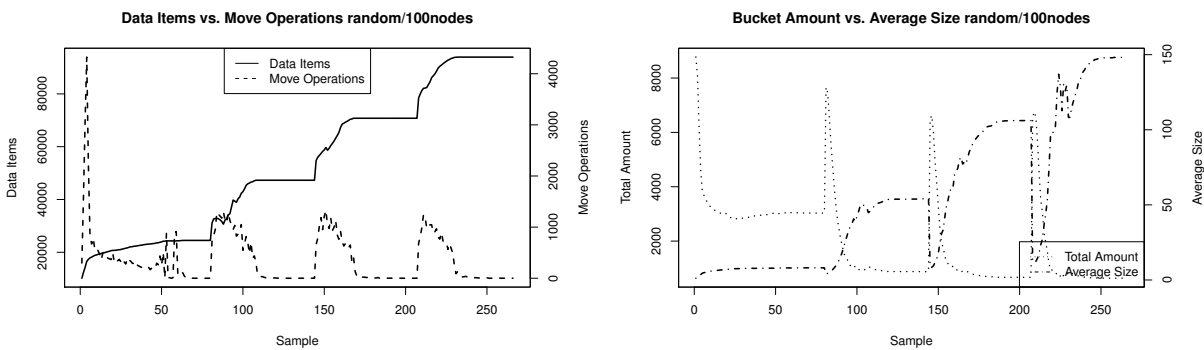 Data Items vs. Move Operations random/100nodes
Data Items
Move Operations
20000 40000 60000 80000
Data Items
0 1000 2000 3000 4000
Move Operations
0 50 100 150 200 250
Sample
Bucket Amount vs. Average Size random/100nodes
2000 4000 6000 8000
Total Amount
0 50 100 150
Average Size
Total Amount
Average Size
0 50 100 150 200 250
Sample